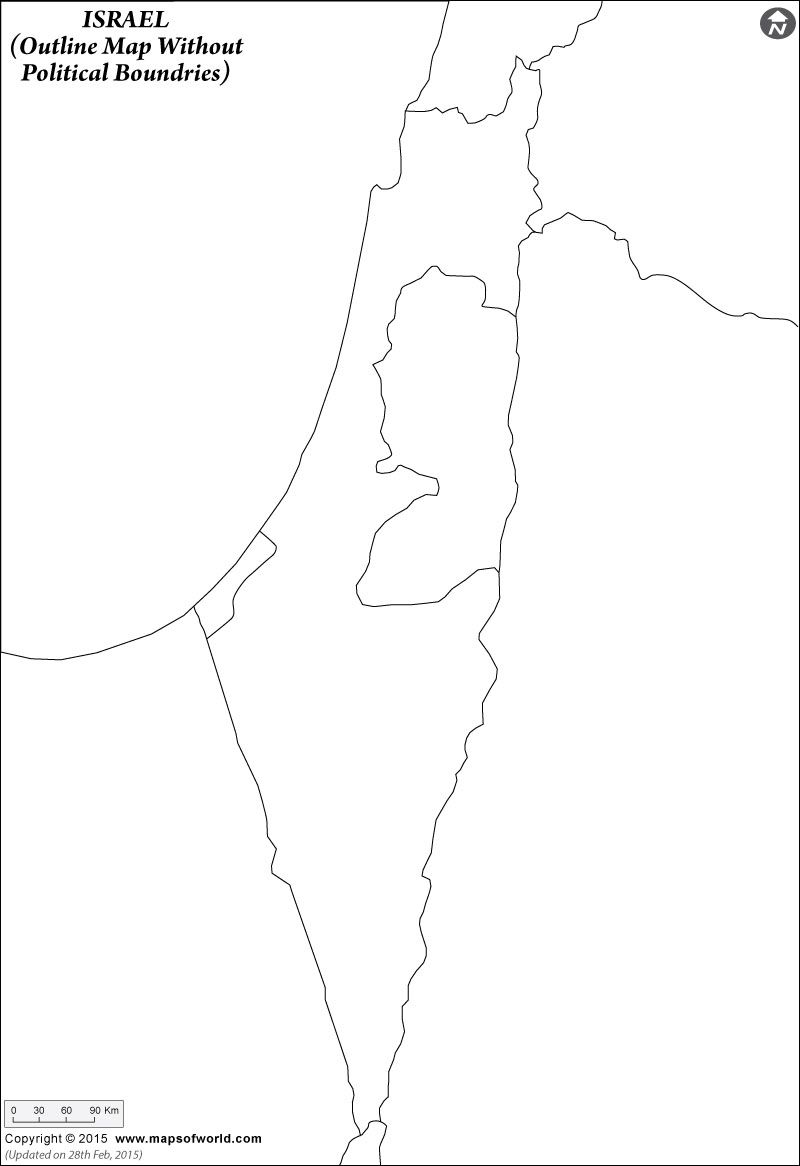 ISRAEL
(Outline Map Without
Political Boundries)
N
0 30 60 90 Km
Copyright © 2015 www.mapsofworld.com
(Updated on 28th Feb, 2015)